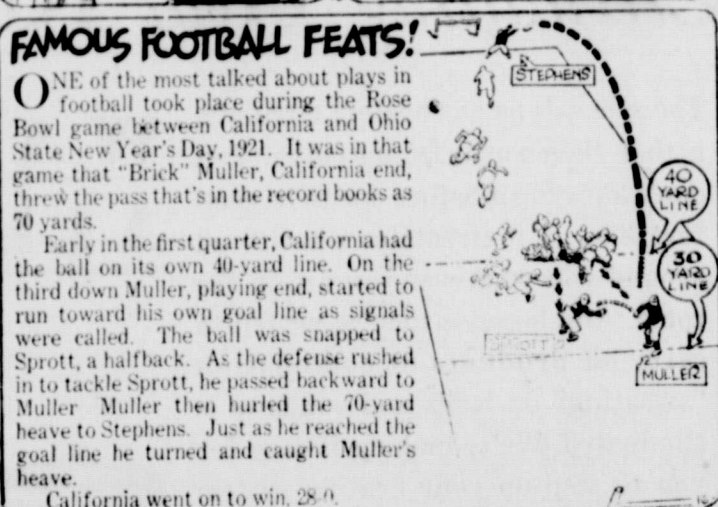 FAMOUS FOOTBALL FEATS!
ONE of the most talked about plays in
football took place during the Rose
Bowl game between California and Ohio
State New Year's Day, 1921. It was in that
game that "Brick" Muller, California end,
threw the pass that's in the record books as
70 yards.
Early in the first quarter, California had
the ball on its own 40-yard line. On the
third down Muller, playing end, started to
run toward his own goal line as signals
were called. The ball was snapped to
Sprott, a halfback. As the defense rushed
in to tackle Sprott, he passed backward to
Muller Muller then hurled the 70-yard
heave to Stephens. Just as he reached the
goal line he turned and caught Muller's
heave.
California went on to win, 28-0.
STEPHENS
40
YARD
LINE
30
YARD
LINE
SPROTT
MULLER